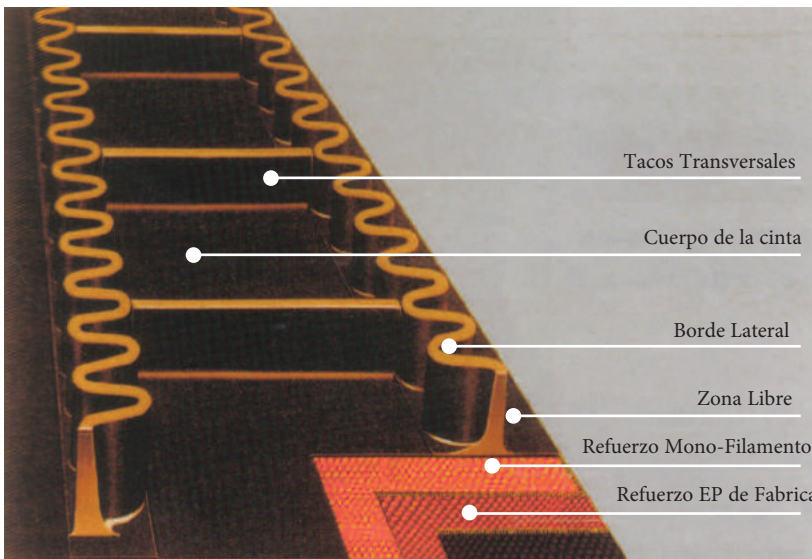 Tacos Transversales
Cuerpo de la cinta
Borde Lateral
Zona Libre
Refuerzo Mono-Filamento
Refuerzo EP de Fabrica